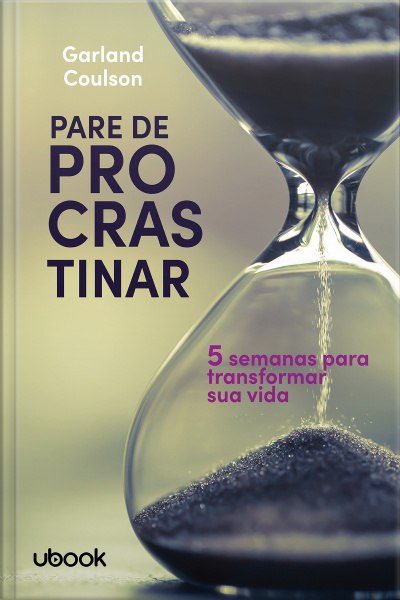 Garland
Coulson
PARE DE
PRO
CRAS
TINAR
5 semanas para
transformar
sua vida
ubook